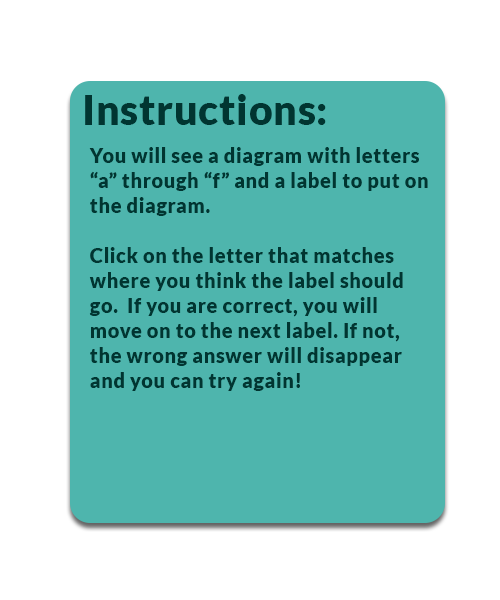 Instructions:
You will see a diagram with letters
“a” through “f” and a label to put on
the diagram.
Click on the letter that matches
where you think the label should
go.  If you are correct, you will
move on to the next label. If not,
the wrong answer will disappear
and you can try again!